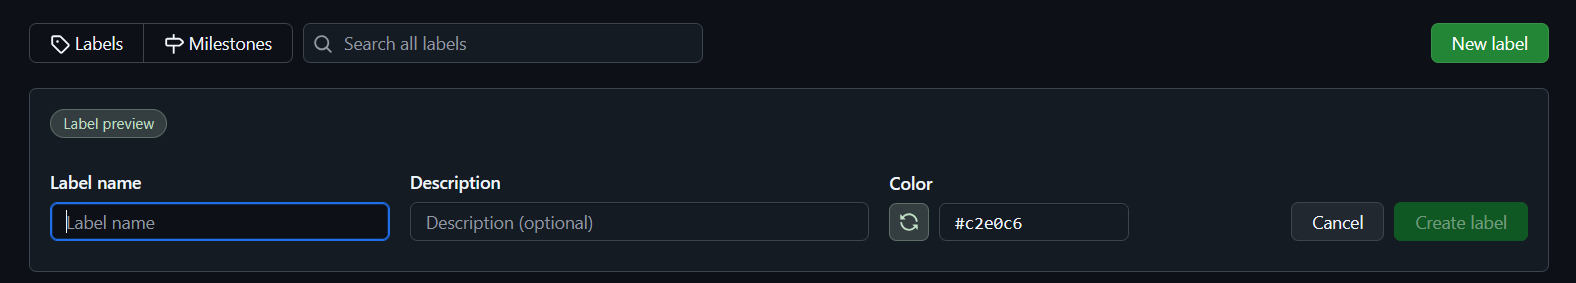 Labels Milestones Search all labels New label
Label preview
Label name Description Color
Label name Description (optional) #c2e0c6 Cancel Create label